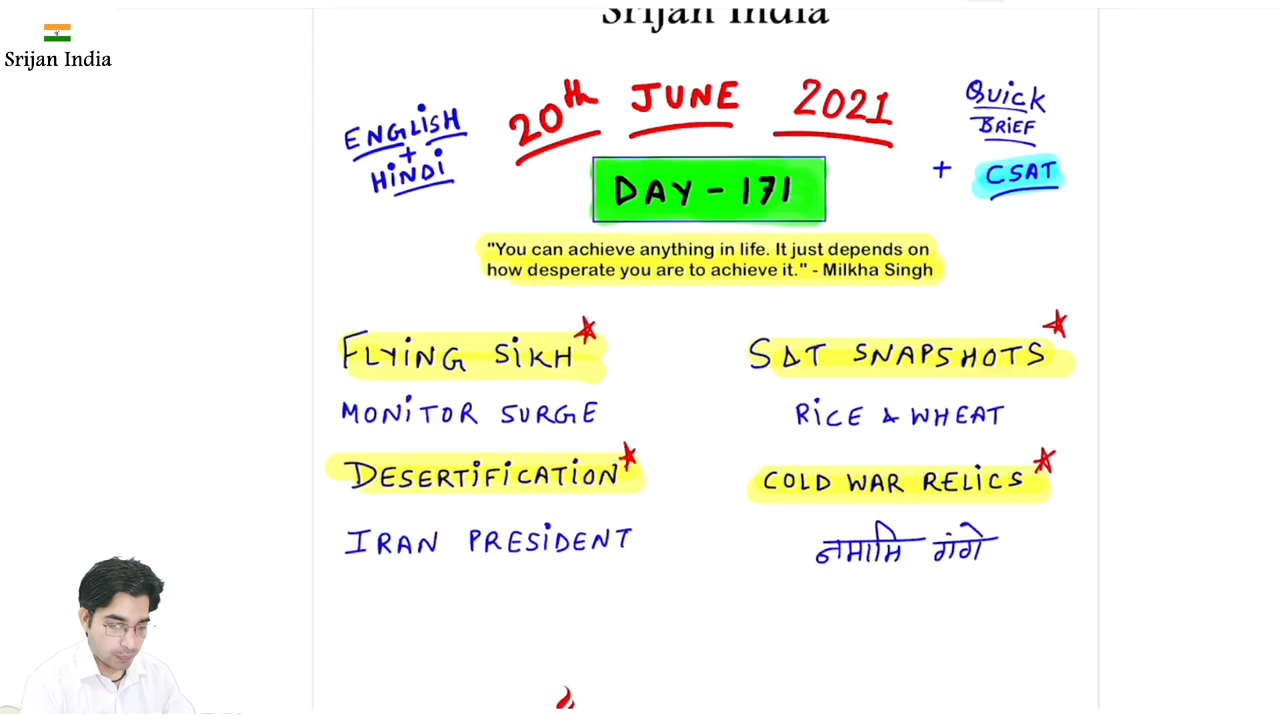 Srijan India
Srijan India
20th JUNE 2021
ENGLISH
+
HINDI
QUICK
BRIEF
+ CSAT
DAY - 171
"You can achieve anything in life. It just depends on
how desperate you are to achieve it." - Milkha Singh
FLYING SIKH
S&T SNAPSHOTS
MONITOR SURGE
RICE & WHEAT
DESERTIFICATION
COLD WAR RELICS
IRAN PRESIDENT
नमामि गंगे